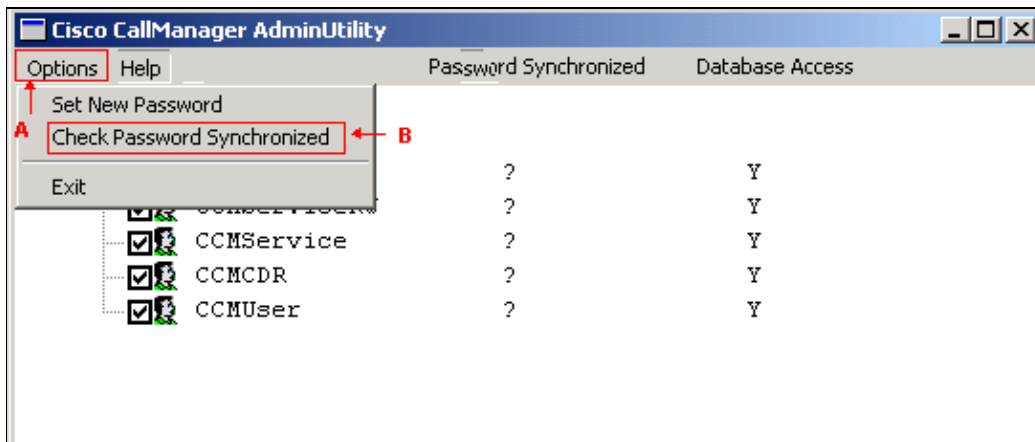 Cisco CallManager AdminUtility
Options Help Password Synchronized Database Access
Set New Password
A Check Password Synchronized B
? Y
Exit
? Y
CCMService ? Y
CCMCDR ? Y
CCMUser ? Y